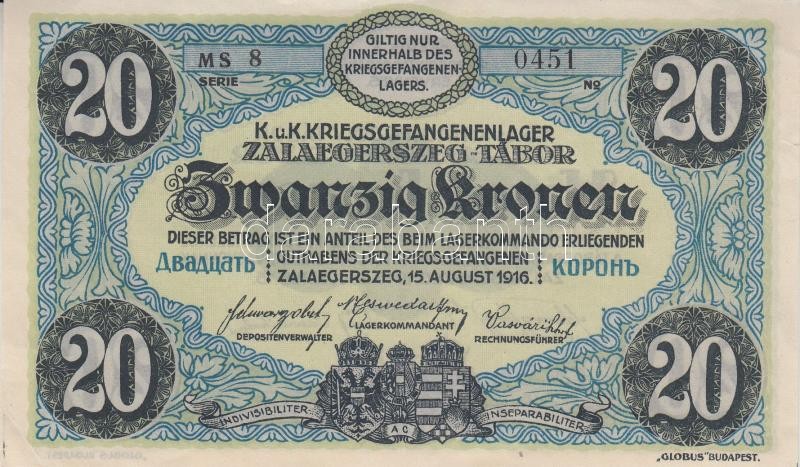 20
20
MS 8
SERIE
GILTIG NUR
INNERHALB DES
KRIEGSGEFANGENEN-
LAGERS.
0451
No
K.u.K. KRIEGSGEFANGENENLAGER
ZALAEGERSZEG-TÁBOR
Zwanzig Kronen
darabanth
DIESER BETRAG IST EIN ANTEIL DES BEIM LAGERKOMMANDO ERLIEGENDEN
Двадцать GUTHABENS DER KRIEGSGEFANGENEN КОРОНЪ
ZALAEGERSZEG, 15. AUGUST 1916.
DEPOSITENVERWALTER
LAGERKOMMANDANT
RECHNUNGSFÜHRER
20
20
INDIVISIBILITER
AC
INSEPARABILITER
„GLOBUS” BUDAPEST.